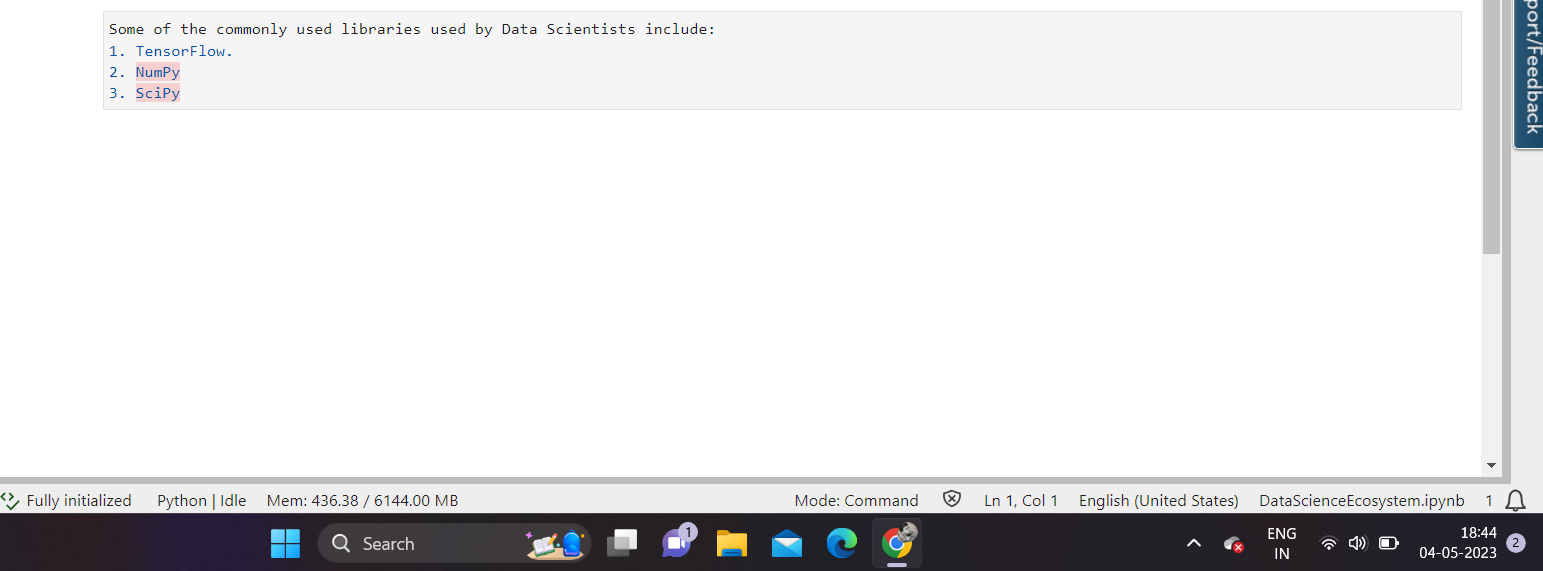 Some of the commonly used libraries used by Data Scientists include:
1. TensorFlow.
2. NumPy
3. SciPy
port/Feedback
Fully initialized Python | Idle Mem: 436.38 / 6144.00 MB Mode: Command Ln 1, Col 1 English (United States) DataScienceEcosystem.ipynb 1
Search 1 ENG 18:44
IN 04-05-2023 2